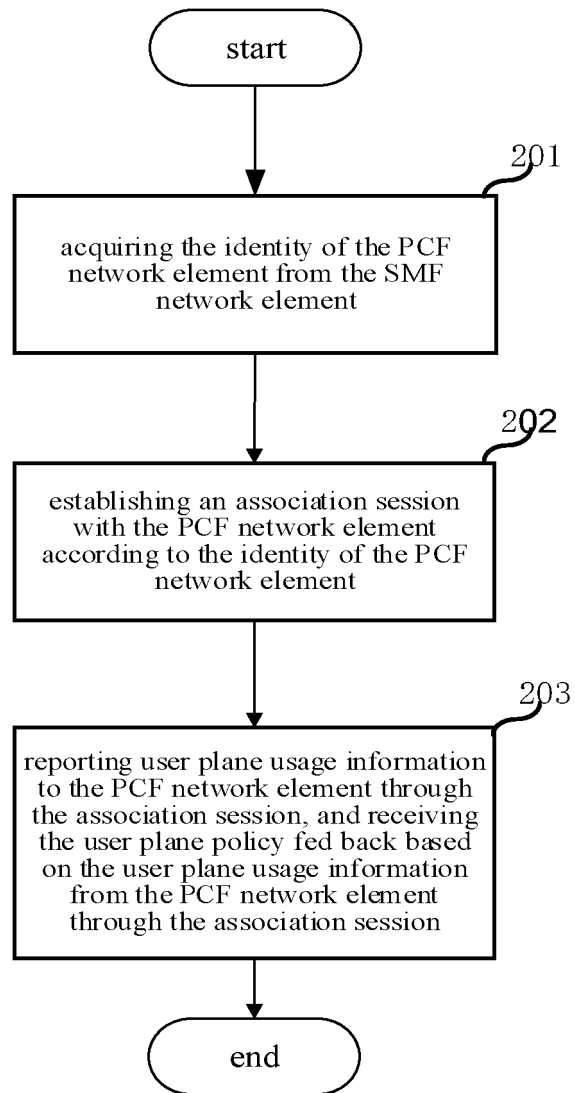 start
201
acquiring the identity of the PCF
network element from the SMF
network element
202
establishing an association session
with the PCF network element
according to the identity of the PCF
network element
203
reporting user plane usage information
to the PCF network element through
the association session, and receiving
the user plane policy fed back based
on the user plane usage information
from the PCF network element
through the association session
end